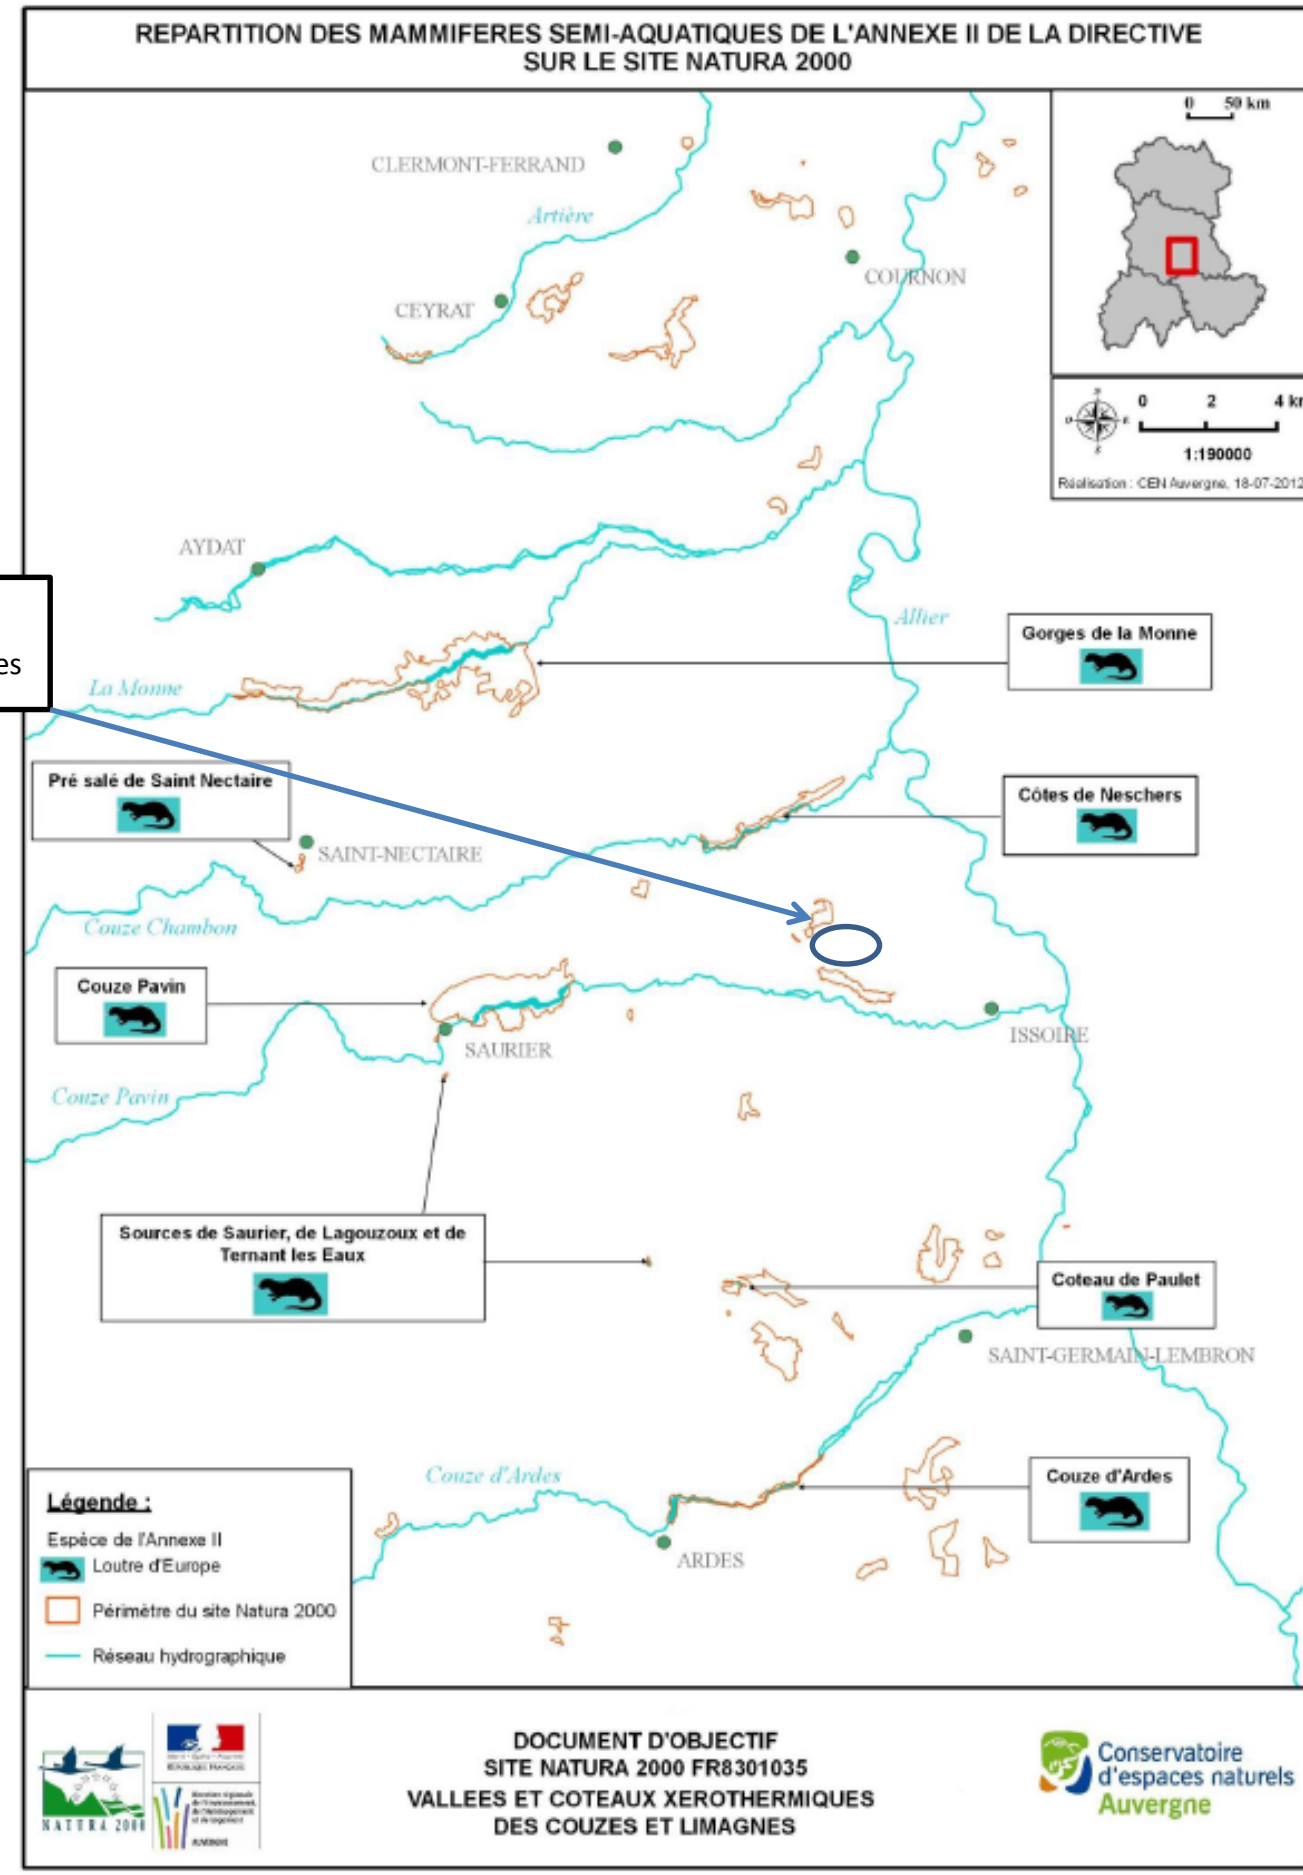 REPARTITION DES MAMMIFERES SEMI-AQUATIQUES DE L'ANNEXE II DE LA DIRECTIVE
SUR LE SITE NATURA 2000
0 50 km
CLERMONT-FERRAND
Artière
COURNON
CEYRAT
0 2 4 km
1:190000
Réalisation : CEN Auvergne, 18-07-2012
AYDAT
Allier
Gorges de la Monne
es
La Monne
Pré salé de Saint Nectaire
Côtes de Neschers
SAINT-NECTAIRE
Couze Chambon
Couze Pavin
ISSOIRE
SAURIER
Couze Pavin
Sources de Saurier, de Lagouzoux et de
Ternant les Eaux
Coteau de Paulet
SAINT-GERMAIN-LEMBRON
Couze d'Ardes
Couze d'Ardes
ARDES
Légende :
Espèce de l'Annexe II
Loutre d'Europe
Périmètre du site Natura 2000
Réseau hydrographique
NATURA 2000
DOCUMENT D'OBJECTIF
SITE NATURA 2000 FR8301035
VALLEES ET COTEAUX XEROTHERMIQUES
DES COUZES ET LIMAGNES
Conservatoire
d'espaces naturels
Auvergne